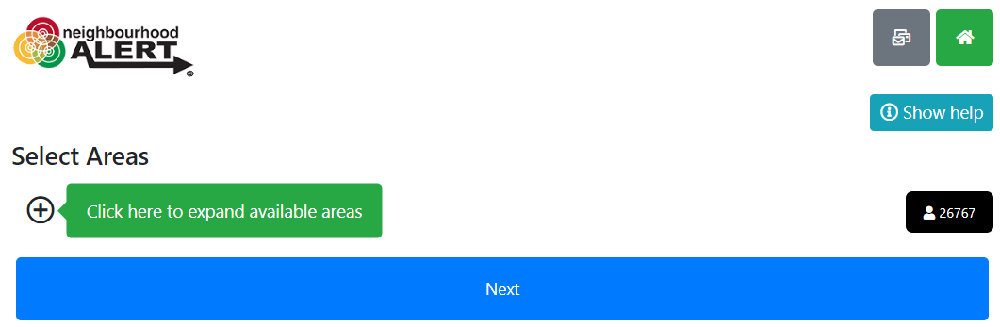 neighbourhood
ALERT
©
Show help
Select Areas
Click here to expand available areas
26767
Next